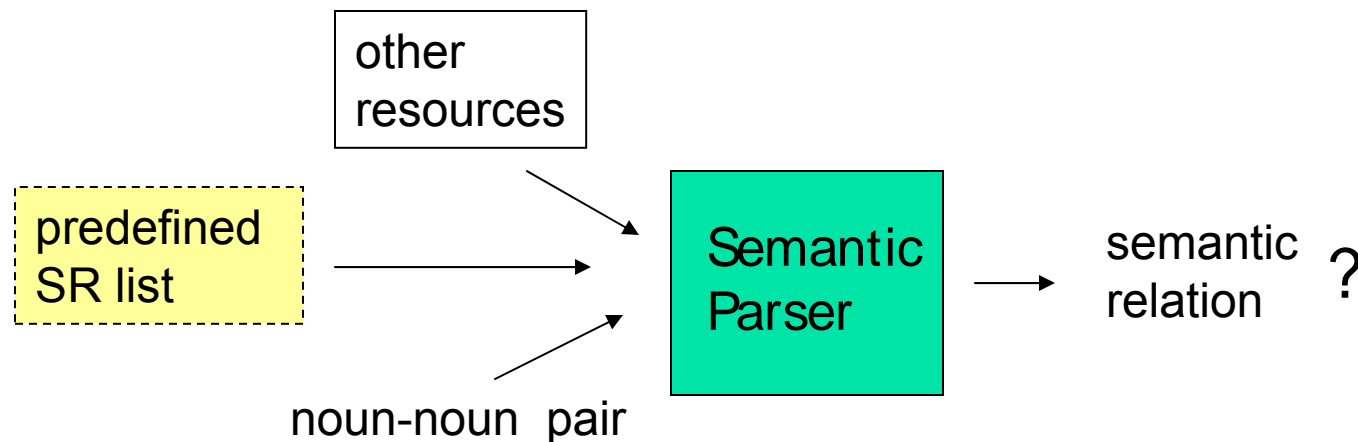 other
resources
predefined
SR list
noun-noun pair
Semantic
Parser
semantic
relation
?